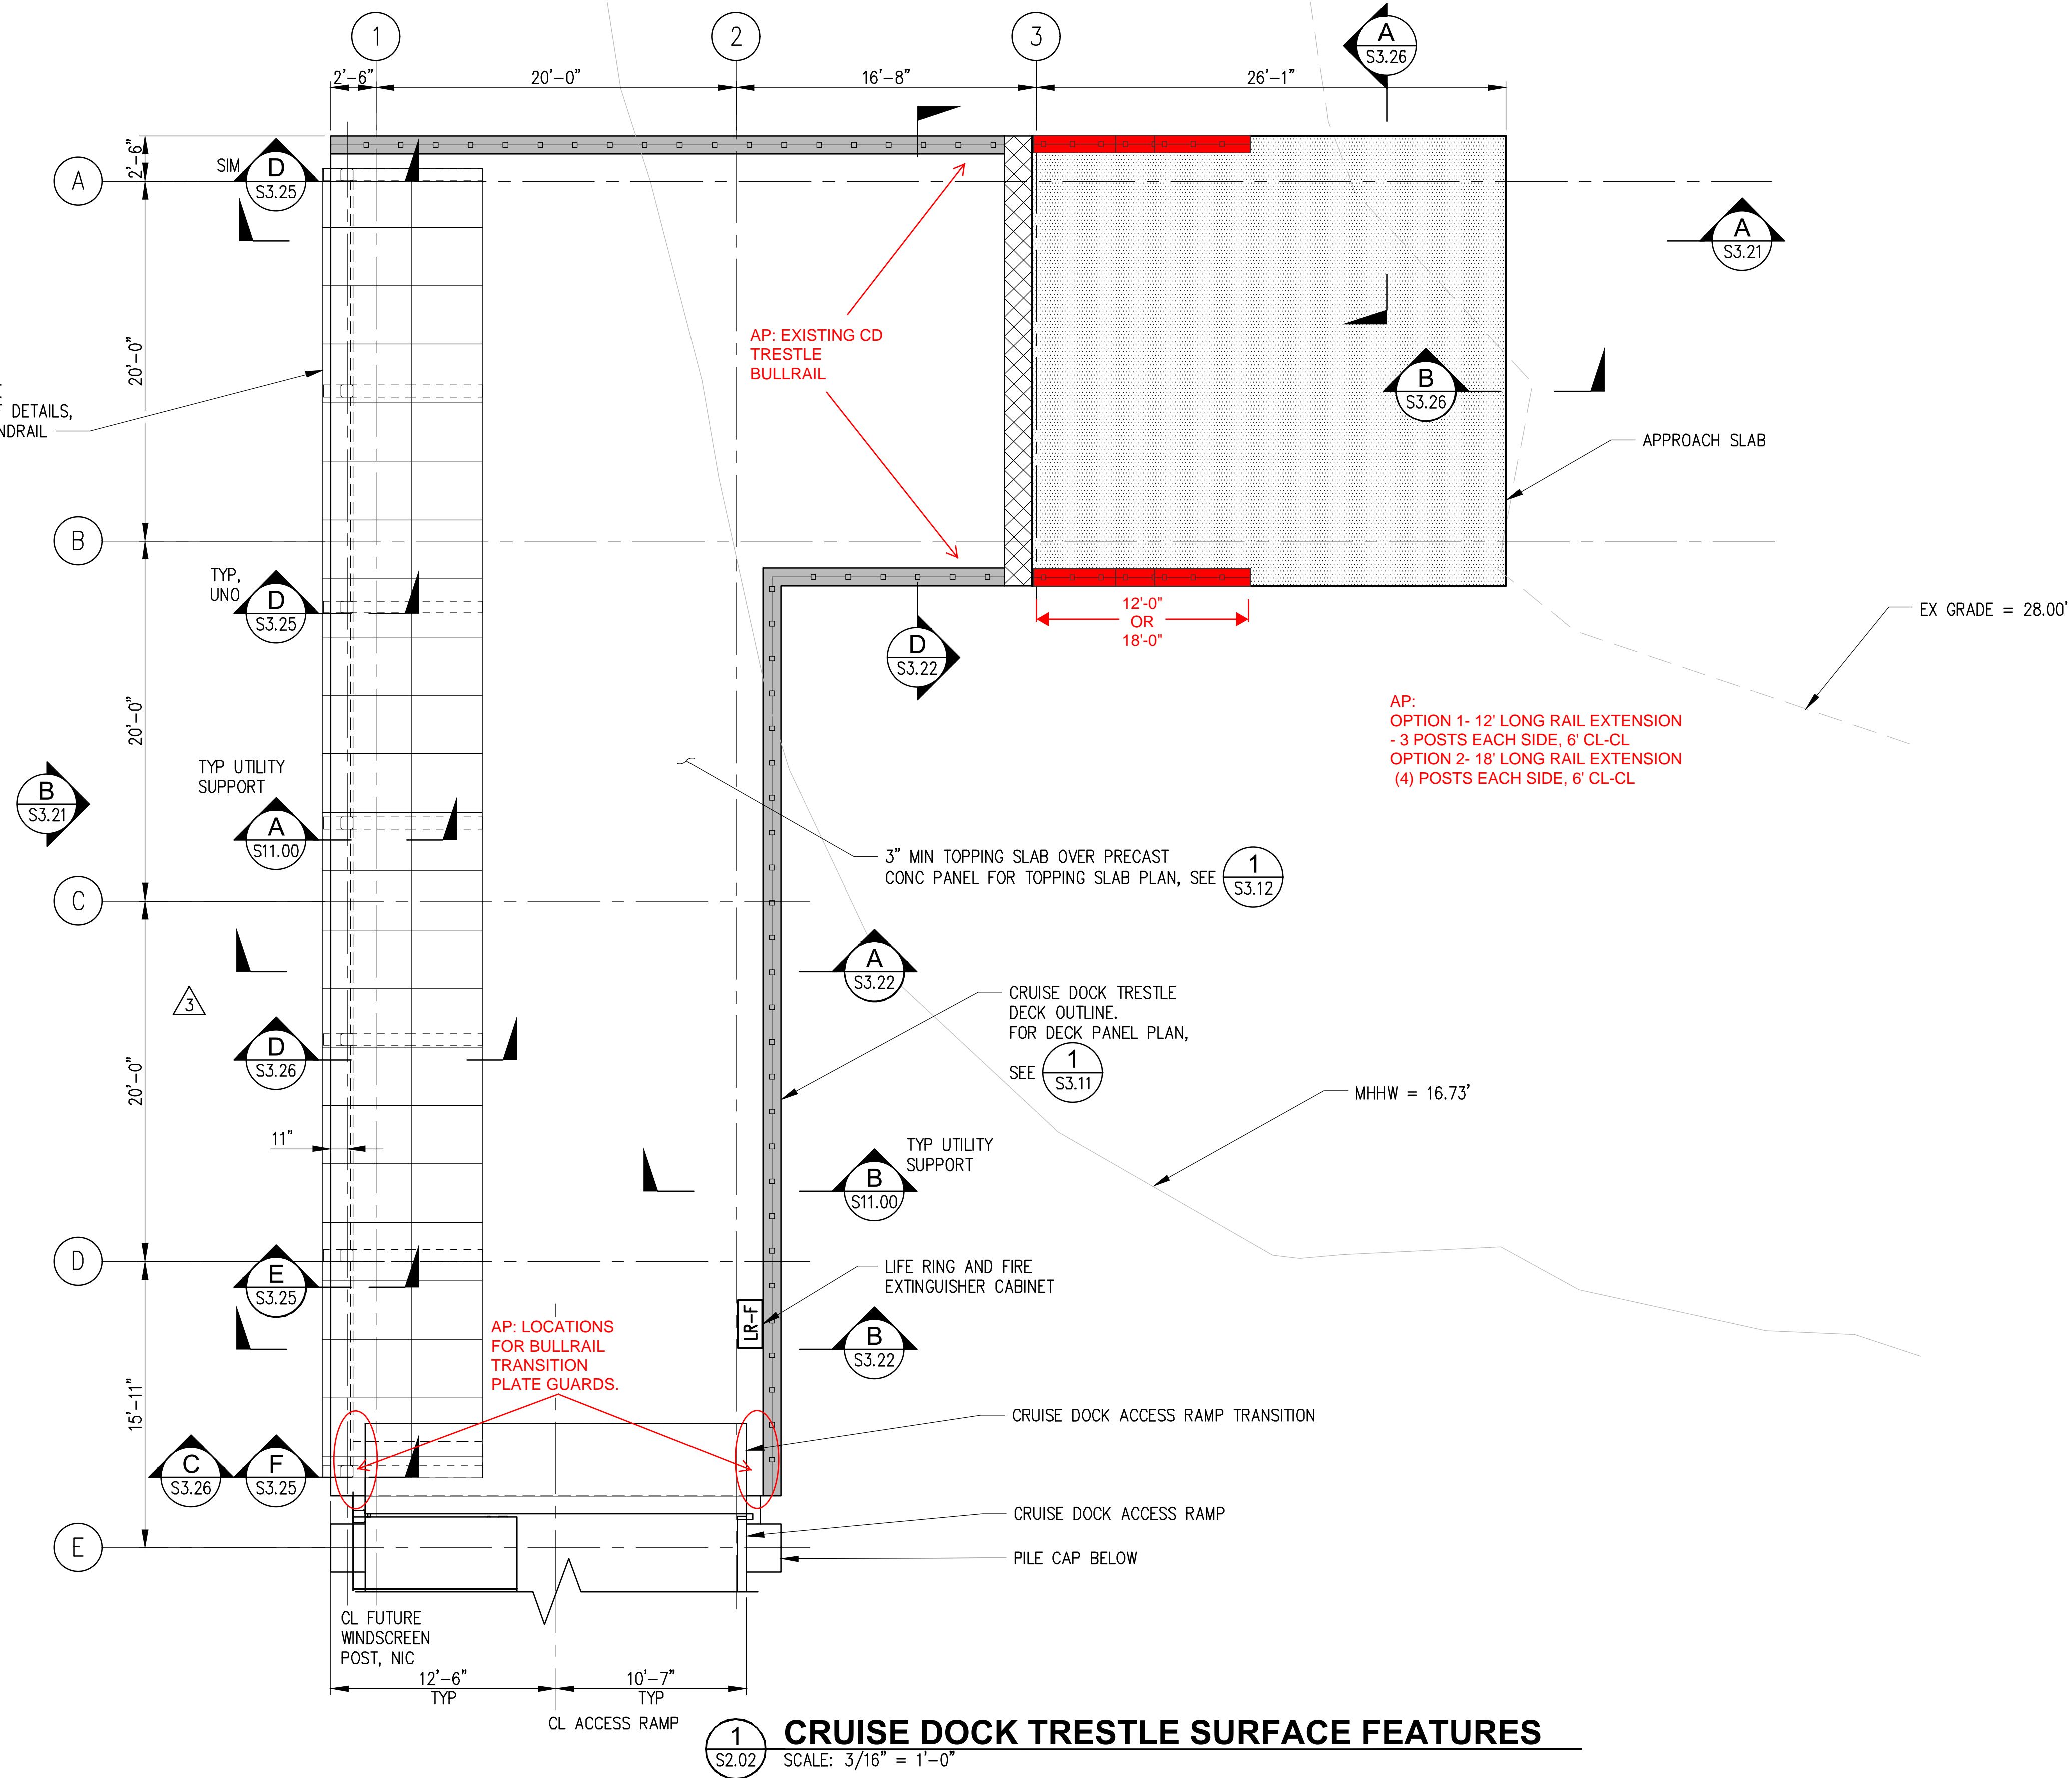 1
2
3
A
S3.26
2'-6"
20'-0"
16'-8"
26'-1"
2'-6"
A
SIM
D
S3.25
A
S3.21
AP: EXISTING CD
TRESTLE
BULLRAIL
20'-0"
DETAILS,
NDRAIL
B
S3.26
APPROACH SLAB
B
TYP,
UNO
D
S3.25
12'-0"
OR
18'-0"
EX GRADE = 28.00'
D
S3.22
AP:
OPTION 1- 12' LONG RAIL EXTENSION
- 3 POSTS EACH SIDE, 6' CL-CL
OPTION 2- 18' LONG RAIL EXTENSION
(4) POSTS EACH SIDE, 6' CL-CL
20'-0"
TYP UTILITY
SUPPORT
B
S3.21
A
S11.00
3" MIN TOPPING SLAB OVER PRECAST
CONC PANEL FOR TOPPING SLAB PLAN, SEE
1
S3.12
C
A
S3.22
3
CRUISE DOCK TRESTLE
DECK OUTLINE.
FOR DECK PANEL PLAN,
SEE
1
S3.11
D
S3.26
20'-0"
MHHW = 16.73'
11"
TYP UTILITY
SUPPORT
B
S11.00
D
E
S3.25
LIFE RING AND FIRE
EXTINGUISHER CABINET
LR-F
AP: LOCATIONS
FOR BULLRAIL
TRANSITION
PLATE GUARDS.
B
S3.22
15'-11"
CRUISE DOCK ACCESS RAMP TRANSITION
C
S3.26
F
S3.25
CRUISE DOCK ACCESS RAMP
E
PILE CAP BELOW
CL FUTURE
WINDSCREEN
POST, NIC
12'-6"
TYP
10'-7"
TYP
CL ACCESS RAMP
1
S2.02
CRUISE DOCK TRESTLE SURFACE FEATURES
SCALE: 3/16" = 1'-0"